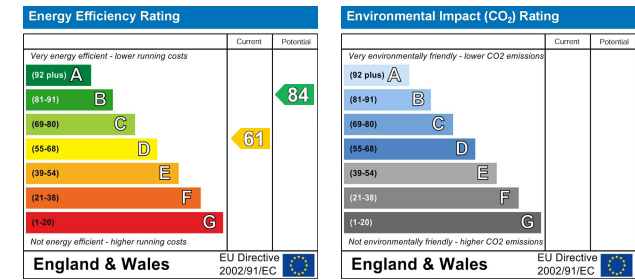 Energy Efficiency Rating
Current Potential
Very energy efficient - lower running costs
(92 plus) A
(81-91) B
84
(69-80) C
61
(55-68) D
(39-54) E
(21-38) F
(1-20) G
Not energy efficient - higher running costs
England & Wales
EU Directive
2002/91/EC
Environmental Impact (CO₂) Rating
Current Potential
Very environmentally friendly - lower CO2 emissions
(92 plus) A
(81-91) B
(69-80) C
(55-68) D
(39-54) E
(21-38) F
(1-20) G
Not environmentally friendly - higher CO2 emissions
England & Wales
EU Directive
2002/91/EC